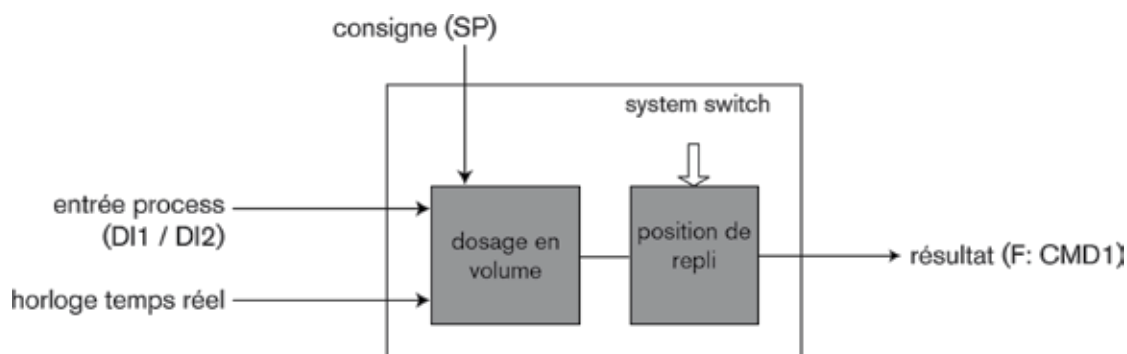 consigne (SP)
system switch
entrée process
(DI1 / DI2)
dosage en
volume
position de
repli
résultat (F: CMD1)
horloge temps réel